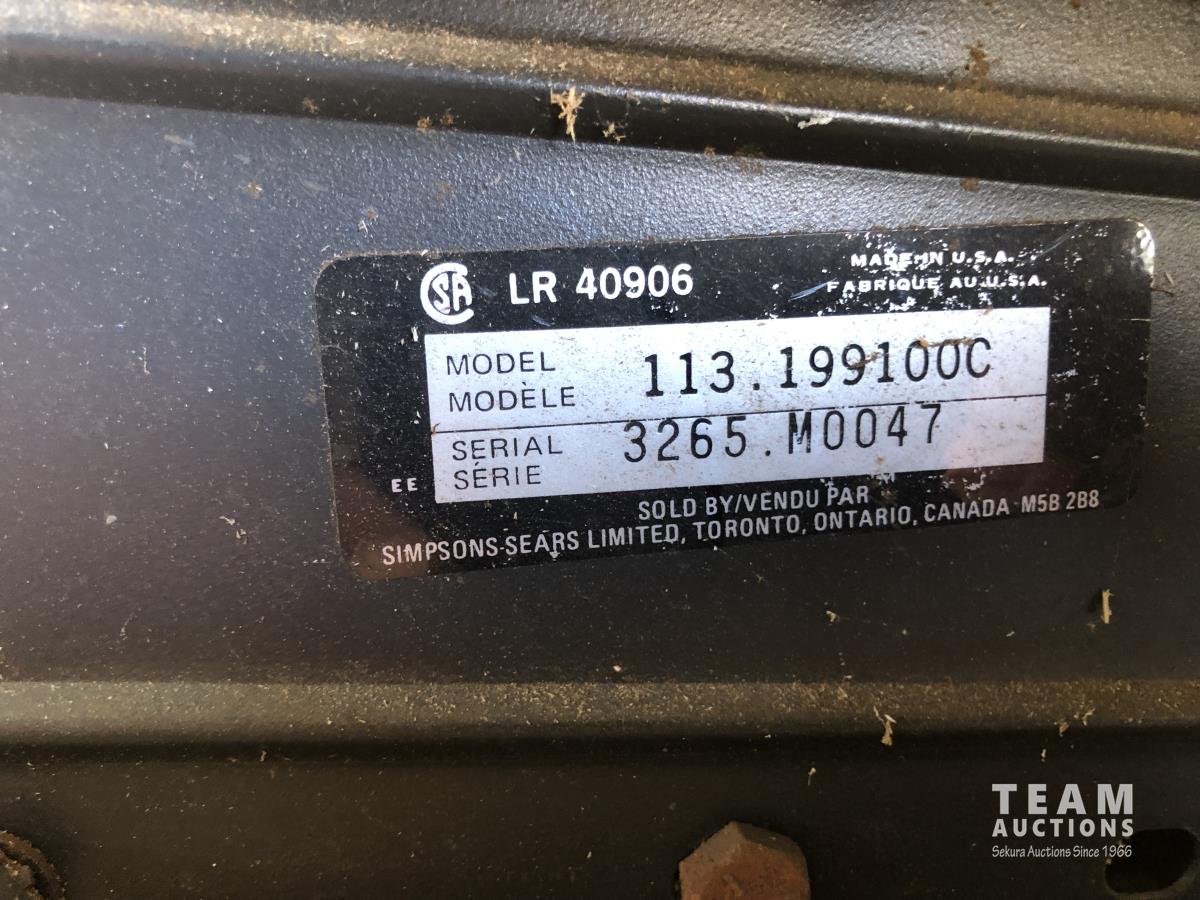 SA LR 40906
MADE IN U.S.A.
FABRIQUE AU U.S.A.
MODEL
MODÈLE
113.199100C
SERIAL
SÉRIE
3265.M0047
EE
SOLD BY/VENDU PAR
SIMPSONS-SEARS LIMITED, TORONTO, ONTARIO, CANADA M5B 2B8
TEAM
AUCTIONS
Sekura Auctions Since 1966